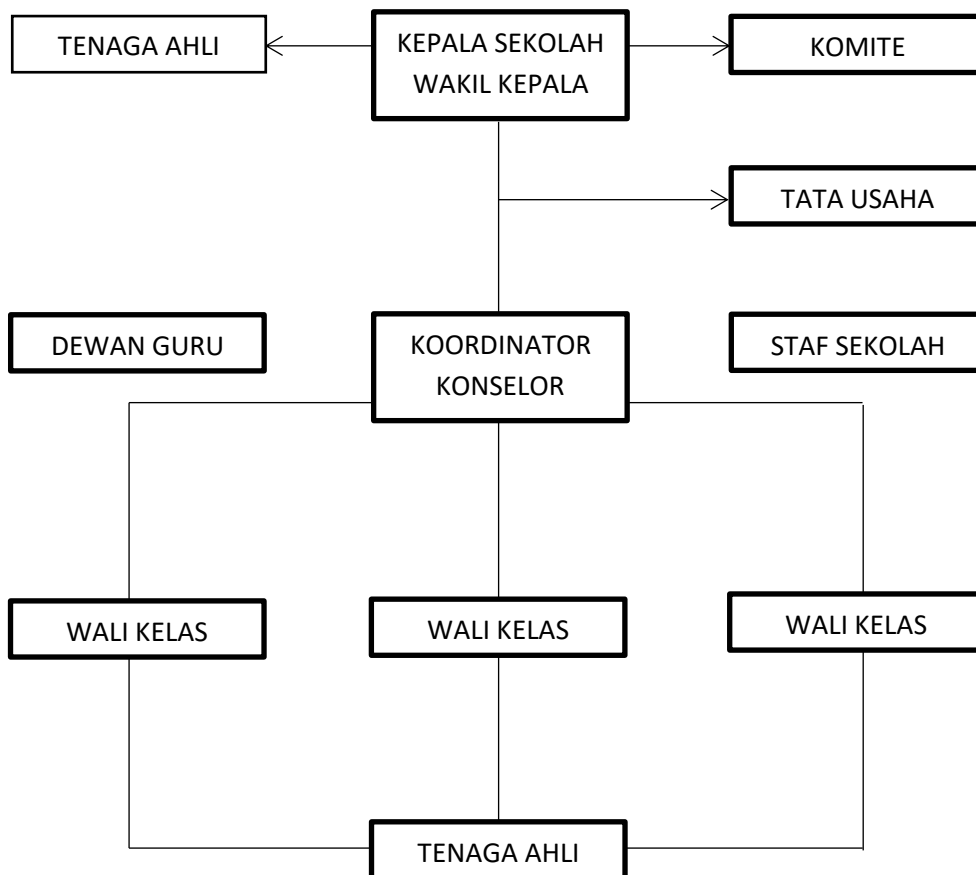 TENAGA AHLI
KEPALA SEKOLAH
WAKIL KEPALA
KOMITE
TATA USAHA
DEWAN GURU
KOORDINATOR
KONSELOR
STAF SEKOLAH
WALI KELAS
WALI KELAS
WALI KELAS
TENAGA AHLI